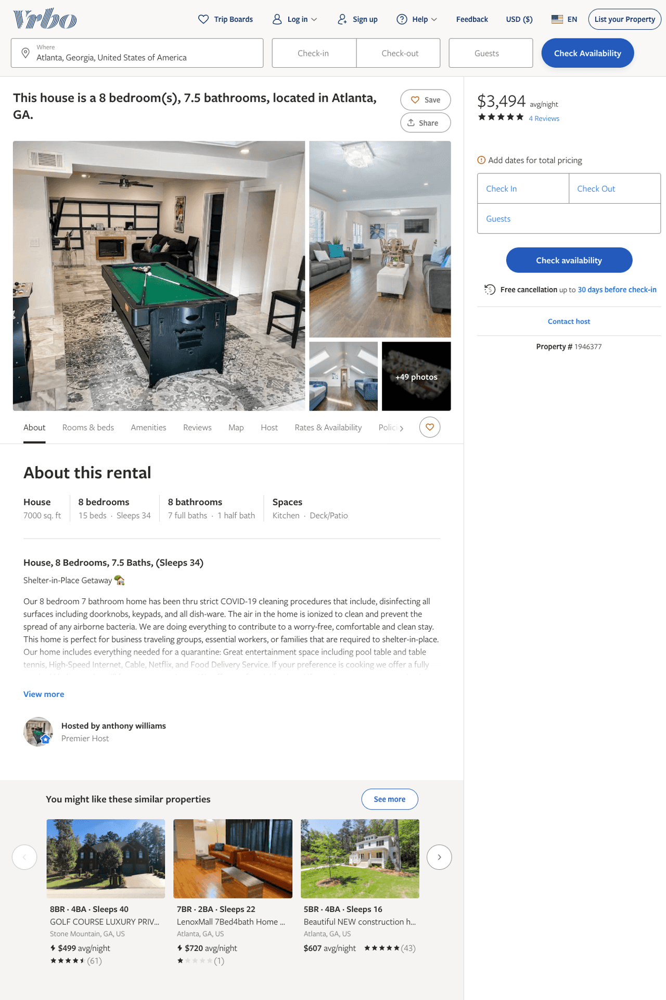 Vrbo
Trip Boards
Log in
Sign up
Help
Feedback
USD ($)
EN
List your Property
Where
Atlanta, Georgia, United States of America
Check-in
Check-out
Guests
Check Availability
This house is a 8 bedroom(s), 7.5 bathrooms, located in Atlanta,
GA.
Save
Share
$3,494 avg/night
4 Reviews
Add dates for total pricing
Check In
Check Out
Guests
Check availability
Free cancellation up to 30 days before check-in
Contact host
Property # 1946377
+49 photos
About
Rooms & beds
Amenities
Reviews
Map
Host
Rates & Availability
About this rental
House
7000 sq. ft
8 bedrooms
15 beds · Sleeps 34
8 bathrooms
7 full baths · 1 half bath
Spaces
Kitchen · Deck/Patio
House, 8 Bedrooms, 7.5 Baths, (Sleeps 34)
Shelter-in-Place Getaway
Our 8 bedroom 7 bathroom home has been thru strict COVID-19 cleaning procedures that include, disinfecting all
surfaces including doorknobs, keypads, and all dish-ware. The air in the home is ionized to clean and prevent the
spread of any airborne bacteria. We are doing everything to contribute to a worry-free, comfortable and clean stay.
This home is perfect for business traveling groups, essential workers, or families that are required to shelter-in-place.
Our home includes everything needed for a quarantine: Great entertainment space including pool table and table
tennis, High-Speed Internet, Cable, Netflix, and Food Delivery Service. If your preference is cooking we offer a fully
View more
Hosted by anthony williams
Premier Host
You might like these similar properties
See more
8BR · 4BA · Sleeps 40
GOLF COURSE LUXURY PRIV...
Stone Mountain, GA, US
$499 avg/night
(61)
7BR · 2BA · Sleeps 22
LenoxMall 7Bed4bath Home ...
Atlanta, GA, US
$720 avg/night
(1)
5BR · 4BA · Sleeps 16
Beautiful NEW construction h...
Atlanta, GA, US
$607 avg/night
(43)